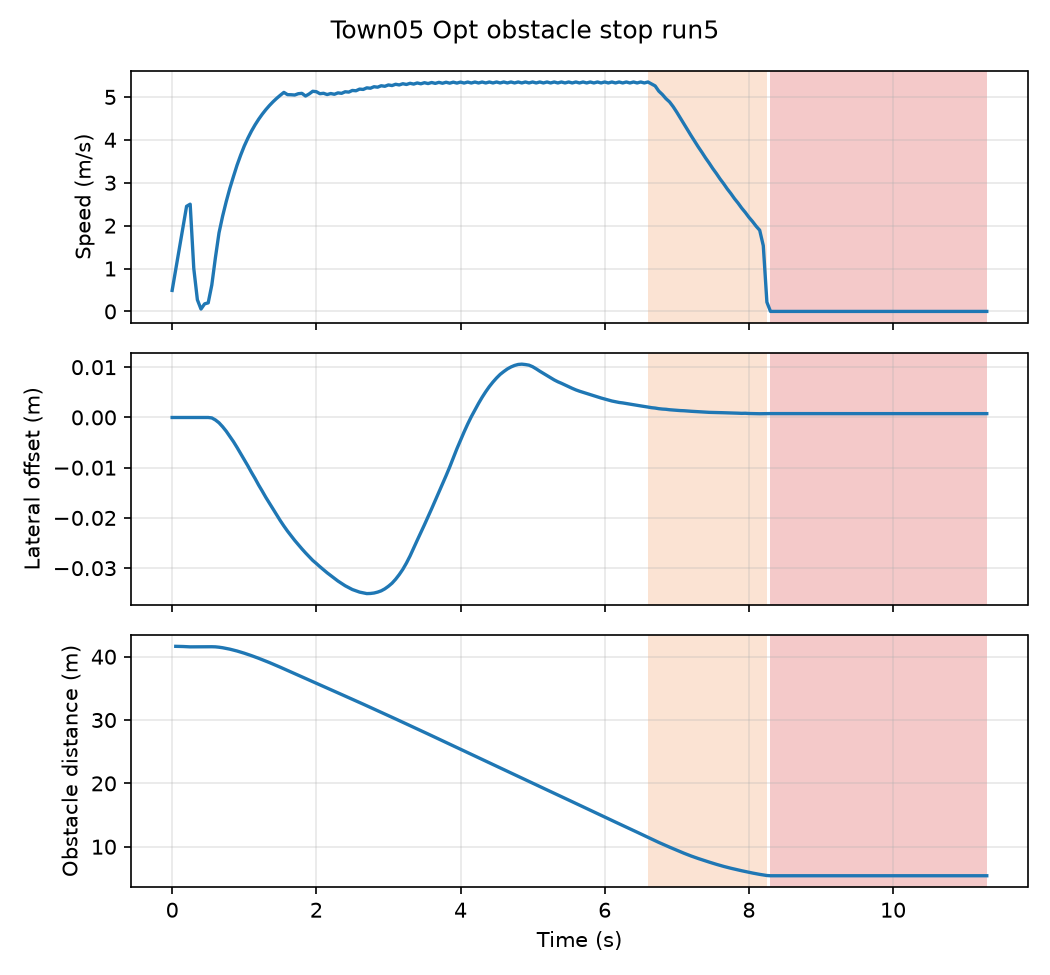 Town05 Opt obstacle stop run5
Speed (m/s)
5
4
3
2
1
0
Lateral offset (m)
0.01
0.00
−0.01
−0.02
−0.03
Obstacle distance (m)
40
30
20
10
0 2 4 6 8 10
Time (s)